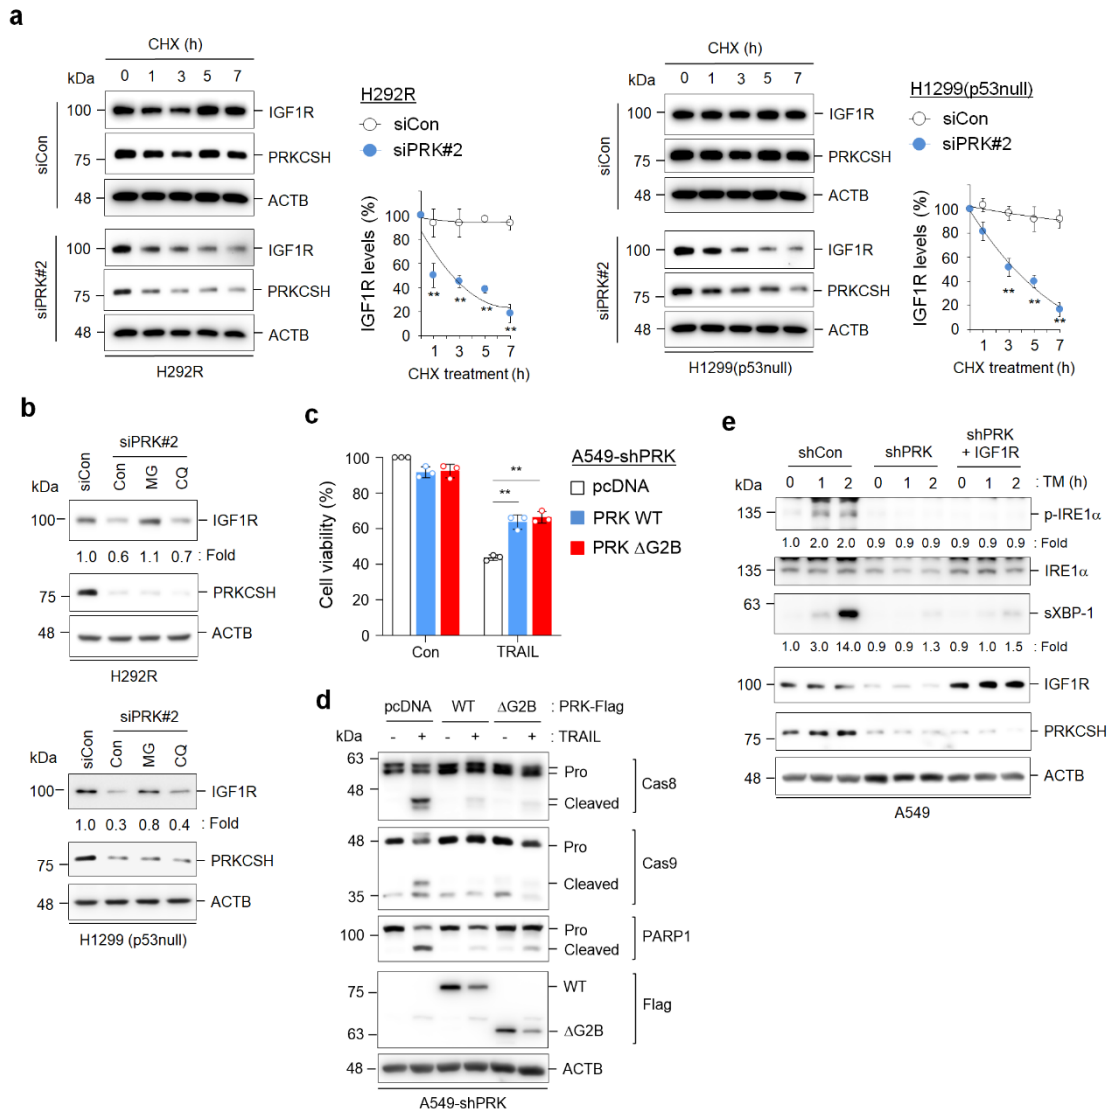 a
CHX (h)
kDa 0 1 3 5 7
siCon
100 IGF1R
75 PRKCSH
48 ACTB
siPRK#2
100 IGF1R
75 PRKCSH
48 ACTB
H292R
H292R
siCon
siPRK#2
IGF1R levels (%)
100
80
60
40
20
0
** ** ** **
1 3 5 7
CHX treatment (h)
CHX (h)
kDa 0 1 3 5 7
siCon
100 IGF1R
75 PRKCSH
48 ACTB
siPRK#2
100 IGF1R
75 PRKCSH
48 ACTB
H1299(p53null)
H1299(p53null)
siCon
siPRK#2
IGF1R levels (%)
100
80
60
40
20
0
** ** **
1 3 5 7
CHX treatment (h)
b
siPRK#2
kDa siCon Con MG CQ
100 IGF1R
1.0 0.6 1.1 0.7 : Fold
75 PRKCSH
48 ACTB
H292R
siPRK#2
kDa siCon Con MG CQ
100 IGF1R
1.0 0.3 0.8 0.4 : Fold
75 PRKCSH
48 ACTB
H1299 (p53null)
c
Cell viability (%)
100
80
60
40
20
0
**
**
Con TRAIL
A549-shPRK
pcDNA
PRK WT
PRK ΔG2B
d
pcDNA WT ΔG2B : PRK-Flag
kDa - + - + - + : TRAIL
63 Pro
48 Cleaved
Cas8
48 Pro
Cleaved
35
Cas9
100 Pro
Cleaved
PARP1
75 WT
63 ΔG2B
Flag
48 ACTB
A549-shPRK
e
shCon shPRK shPRK + IGF1R
kDa 0 1 2 0 1 2 0 1 2 : TM (h)
135 p-IRE1α
1.0 2.0 2.0 0.9 0.9 0.9 0.9 0.9 0.9 : Fold
135 IRE1α
63 sXBP-1
1.0 3.0 14.0 0.9 0.9 1.3 0.9 1.0 1.5 : Fold
100 IGF1R
75 PRKCSH
48 ACTB
A549